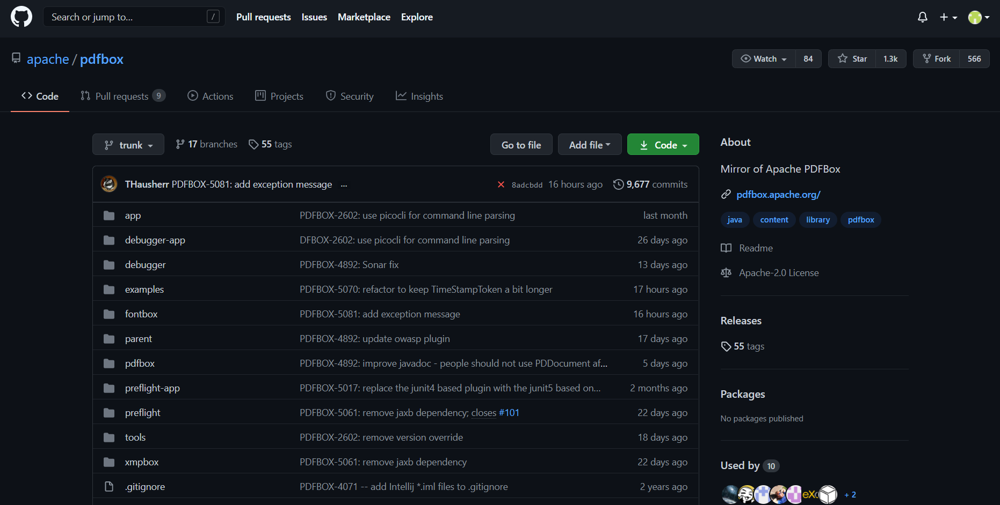 Search or jump to... /
Pull requests Issues Marketplace Explore
apache / pdfbox
Watch 84 Star 1.3k Fork 566
Code Pull requests 9 Actions Projects Security Insights
trunk 17 branches 55 tags Go to file Add file Code
THausherr PDFBOX-5081: add exception message ... 8adcbdd 16 hours ago 9,677 commits
app PDFBOX-2602: use picocli for command line parsing last month
debugger-app DFBOX-2602: use picocli for command line parsing 26 days ago
debugger PDFBOX-4892: Sonar fix 13 days ago
examples PDFBOX-5070: refactor to keep TimeStampToken a bit longer 17 hours ago
fontbox PDFBOX-5081: add exception message 16 hours ago
parent PDFBOX-4892: update owasp plugin 17 days ago
pdfbox PDFBOX-4892: improve javadoc - people should not use PDDocument af... 5 days ago
preflight-app PDFBOX-5017: replace the junit4 based plugin with the junit5 based on... 2 months ago
preflight PDFBOX-5061: remove jaxb dependency; closes #101 22 days ago
tools PDFBOX-2602: remove version override 18 days ago
xmpbox PDFBOX-5061: remove jaxb dependency 22 days ago
.gitignore PDFBOX-4071 -- add Intellij *.iml files to .gitignore 2 years ago
About
Mirror of Apache PDFBox
pdfbox.apache.org/
java content library pdfbox
Readme
Apache-2.0 License
Releases
55 tags
Packages
No packages published
Used by 10
+ 2